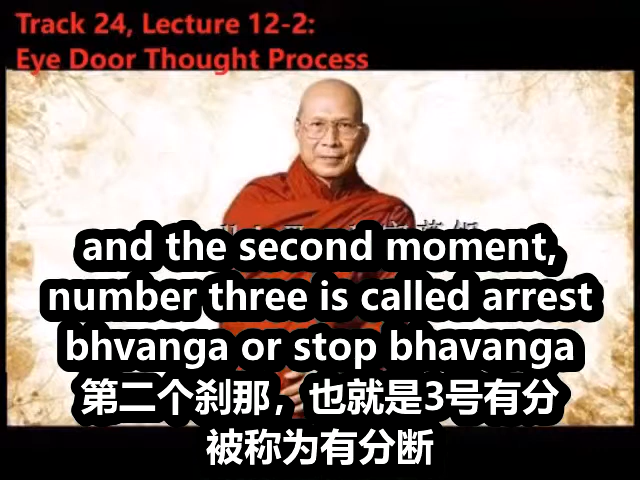 Track 24, Lecture 12-2:
Eye Door Thought Process
and the second moment,
number three is called arrest
bhvanga or stop bhavanga
第二个刹那，也就是3号有分
被称为有分断